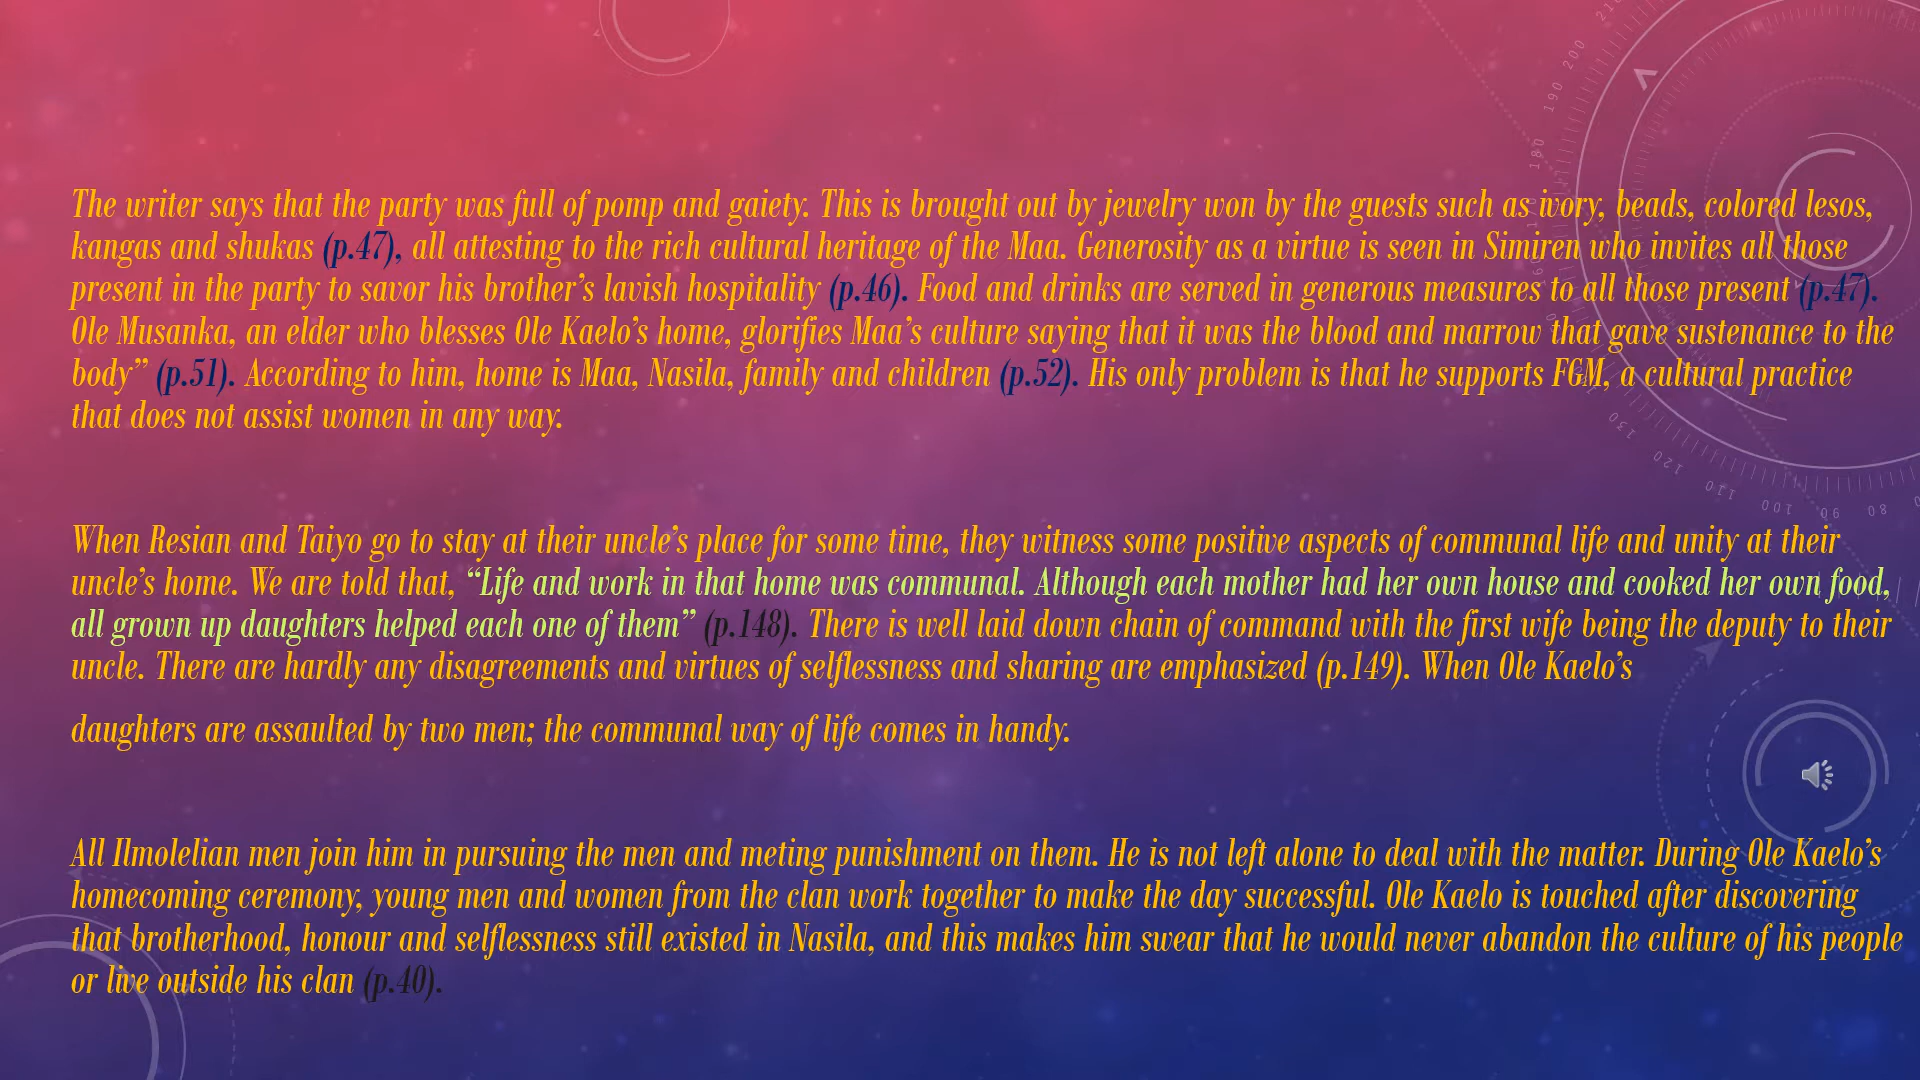 The writer says that the party was full of pomp and gaiety. This is brought out by jewelry won by the guests such as ivory, beads, colored lesos,
kangas and shukas (p.47), all attesting to the rich cultural heritage of the Maa. Generosity as a virtue is seen in Simiren who invites all those
present in the party to savor his brother’s lavish hospitality (p.46). Food and drinks are served in generous measures to all those present (p.47).
Ole Musanka, an elder who blesses Ole Kaelo’s home, glorifies Maa’s culture saying that it was the blood and marrow that gave sustenance to the
body” (p.51). According to him, home is Maa, Nasila, family and children (p.52). His only problem is that he supports FGM, a cultural practice
that does not assist women in any way.
When Resian and Taiyo go to stay at their uncle’s place for some time, they witness some positive aspects of communal life and unity at their
uncle’s home. We are told that, “Life and work in that home was communal. Although each mother had her own house and cooked her own food,
all grown up daughters helped each one of them” (p.148). There is well laid down chain of command with the first wife being the deputy to their
uncle. There are hardly any disagreements and virtues of selflessness and sharing are emphasized (p.149). When Ole Kaelo’s
daughters are assaulted by two men; the communal way of life comes in handy.
All Ilmolelian men join him in pursuing the men and meting punishment on them. He is not left alone to deal with the matter. During Ole Kaelo’s
homecoming ceremony, young men and women from the clan work together to make the day successful. Ole Kaelo is touched after discovering
that brotherhood, honour and selflessness still existed in Nasila, and this makes him swear that he would never abandon the culture of his people
or live outside his clan (p.40).
210
200
190
180
170
160
130
120
110
100
90
80